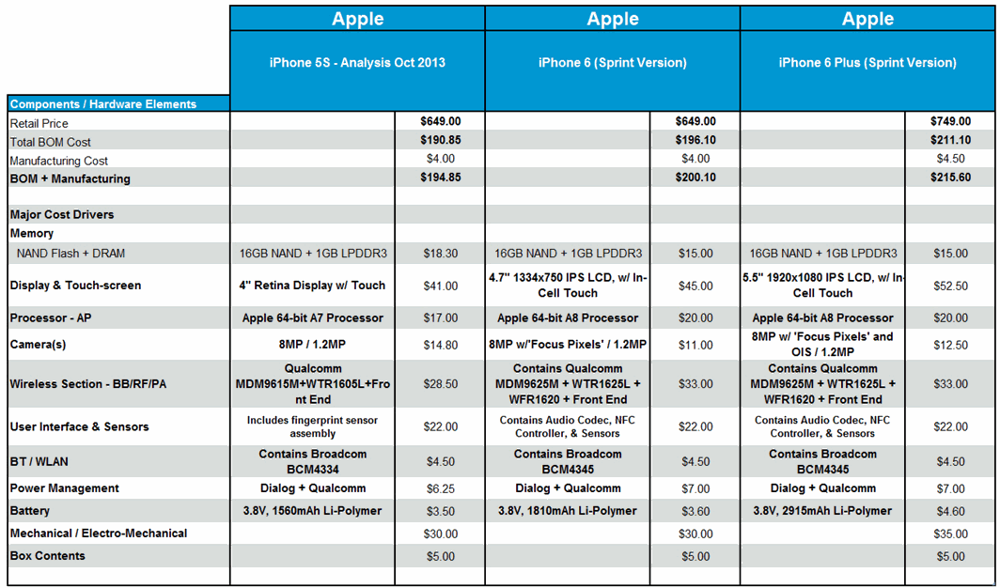 Apple Apple Apple
iPhone 5S - Analysis Oct 2013 iPhone 6 (Sprint Version) iPhone 6 Plus (Sprint Version)
Components / Hardware Elements
Retail Price $649.00 $649.00 $749.00
Total BOM Cost $190.85 $196.10 $211.10
Manufacturing Cost $4.00 $4.00 $4.50
BOM + Manufacturing $194.85 $200.10 $215.60
Major Cost Drivers
Memory
NAND Flash + DRAM 16GB NAND + 1GB LPDDR3 $18.30 16GB NAND + 1GB LPDDR3 $15.00 16GB NAND + 1GB LPDDR3 $15.00
Display & Touch-screen 4" Retina Display w/ Touch $41.00 4.7" 1334x750 IPS LCD, w/ In-
Cell Touch $45.00 5.5" 1920x1080 IPS LCD, w/ In-
Cell Touch $52.50
Processor - AP Apple 64-bit A7 Processor $17.00 Apple 64-bit A8 Processor $20.00 Apple 64-bit A8 Processor $20.00
Camera(s) 8MP / 1.2MP $14.80 8MP w/'Focus Pixels' / 1.2MP $11.00 8MP w/ 'Focus Pixels' and
OIS / 1.2MP $12.50
Wireless Section - BB/RF/PA Qualcomm
MDM9615M+WTR1605L+Fro
nt End $28.50 Contains Qualcomm
MDM9625M + WTR1625L +
WFR1620 + Front End $33.00 Contains Qualcomm
MDM9625M + WTR1625L +
WFR1620 + Front End $33.00
User Interface & Sensors Includes fingerprint sensor
assembly $22.00 Contains Audio Codec, NFC
Controller, & Sensors $22.00 Contains Audio Codec, NFC
Controller, & Sensors $22.00
BT / WLAN Contains Broadcom
BCM4334 $4.50 Contains Broadcom
BCM4345 $4.50 Contains Broadcom
BCM4345 $4.50
Power Management Dialog + Qualcomm $6.25 Dialog + Qualcomm $7.00 Dialog + Qualcomm $7.00
Battery 3.8V, 1560mAh Li-Polymer $3.50 3.8V, 1810mAh Li-Polymer $3.60 3.8V, 2915mAh Li-Polymer $4.60
Mechanical / Electro-Mechanical $30.00 $30.00 $35.00
Box Contents $5.00 $5.00 $5.00